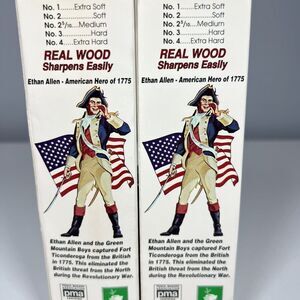 No. 1......Extra Soft
No. 2..............Soft
No. 2 5/10...Medium
No. 3.............Hard
No. 4.....Extra Hard
REAL WOOD
Sharpens Easily
Ethan Allen - American Hero of 1775
Ethan Allen and the Green
Mountain Boys captured Fort
Ticonderoga from the British
in 1775. This eliminated the
British threat from the North
during the Revolutionary War.
pma
No. 1......Extra Soft
No. 2..............Soft
No. 2 5/10...Medium
No. 3.............Hard
No. 4.....Extra Hard
REAL WOOD
Sharpens Easily
Ethan Allen - American Hero of 1775
Ethan Allen and the Green
Mountain Boys captured Fort
Ticonderoga from the British
in 1775. This eliminated the
British threat from the North
during the Revolutionary War.
pma